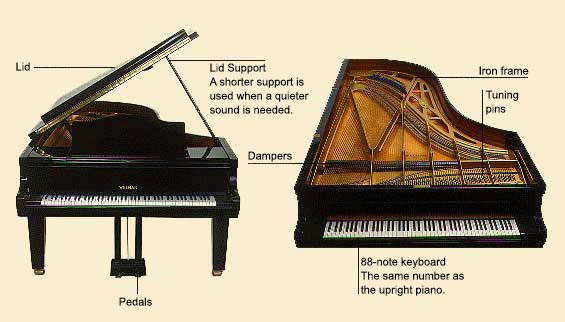 Lid
Lid Support
A shorter support is
used when a quieter
sound is needed.
Iron frame
Tuning
pins
Dampers
88-note keyboard
The same number as
the upright piano.
Pedals